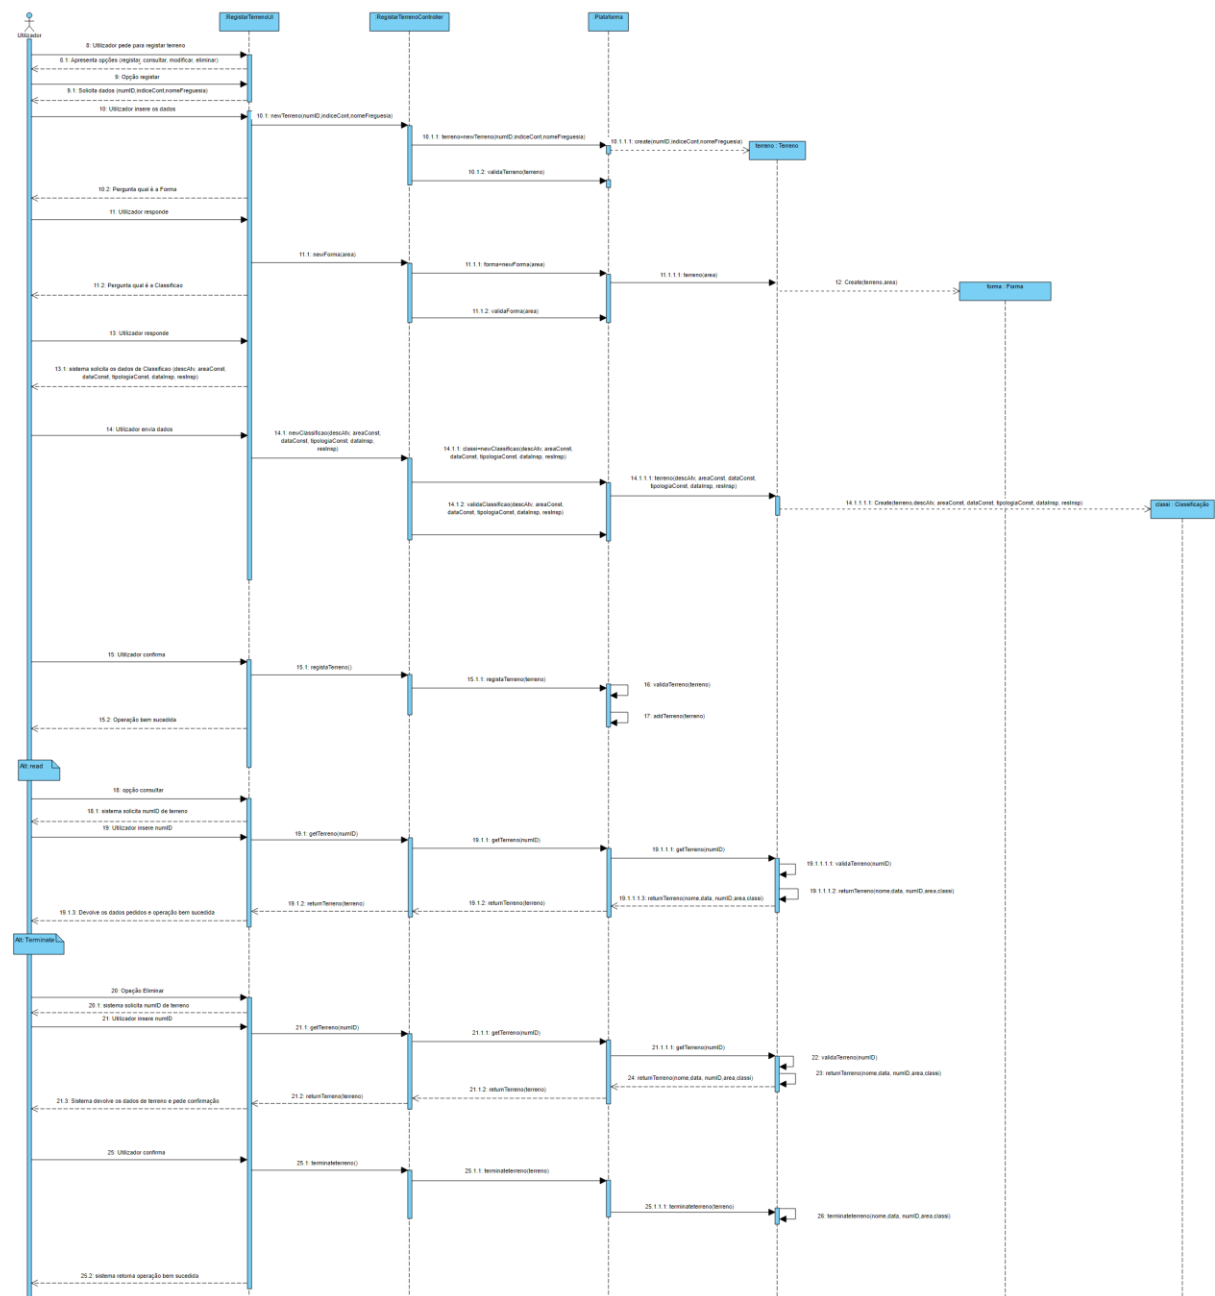 RegistarTerrenoUI
RegistarTerrenoController
Plataforma
Utilizador
8: Utilizador pede para registar terreno
8.1: Apresenta opções (registar, consultar, modificar, eliminar)
9: Opção registar
9.1: Solicita dados (numID,indiceCont,nomeFreguesia)
10: Utilizador insere os dados
10.1: newTerreno(numID,indiceCont,nomeFreguesia)
10.1.1: terreno=newTerreno(numID,indiceCont,nomeFreguesia)
10.1.1.1: create(numID,indiceCont,nomeFreguesia)
terreno : Terreno
10.1.2: validaTerreno(terreno)
10.2: Pergunta qual é a Forma
11: Utilizador responde
11.1: newForma(area)
11.1.1: forma=newForma(area)
11.1.1.1: terreno(area)
12: Create(terreno,area)
forma : Forma
11.2: Pergunta qual é a Classificao
11.1.2: validaForma(area)
13: Utilizador responde
13.1: sistema solicita os dados de Classificao (descAtv, areaConst,
dataConst, tipologiaConst, dataInsp, resInsp)
14: Utilizador envia dados
14.1: newClassificao(descAtv, areaConst,
dataConst, tipologiaConst, dataInsp,
resInsp)
14.1.1: classi=newClassificao(descAtv, areaConst,
dataConst, tipologiaConst, dataInsp, resInsp)
14.1.1.1: terreno(descAtv, areaConst, dataConst,
tipologiaConst, dataInsp, resInsp)
14.1.1.1.1: Create(terreno,descAtv, areaConst, dataConst, tipologiaConst, dataInsp, resInsp)
classi : Classificação
14.1.2: validaClassificao(descAtv, areaConst,
dataConst, tipologiaConst, dataInsp, resInsp)
15: Utilizador confirma
15.1: registaTerreno()
15.1.1: registaTerreno(terreno)
16: validaTerreno(terreno)
17: addTerreno(terreno)
15.2: Operação bem sucedida
Alt: read
18: opção consultar
18.1: sistema solicita numID de terreno
19: Utilizador insere numID
19.1: getTerreno(numID)
19.1.1: getTerreno(numID)
19.1.1.1: getTerreno(numID)
19.1.1.1.1: validaTerreno(numID)
19.1.1.1.2: returnTerreno(nome,data, numID,area,classi)
19.1.1.1.3: returnTerreno(nome,data, numID,area,classi)
19.1.2: returnTerreno(terreno)
19.1.2: returnTerreno(terreno)
19.1.3: Devolve os dados pedidos e operação bem sucedida
Alt: Terminate
20: Opeção Eliminar
20.1: sistema solicita numID de terreno
21: Utilizador insere numID
21.1: getTerreno(numID)
21.1.1: getTerreno(numID)
21.1.1.1: getTerreno(numID)
22: validaTerreno(numID)
23: returnTerreno(nome,data, numID,area,classi)
24: returnTerreno(nome,data, numID,area,classi)
21.1.2: returnTerreno(terreno)
21.2: returnTerreno(terreno)
21.3: Sistema devolve os dados de terreno e pede confirmação
25: Utilizador confirma
25.1: terminateterreno()
25.1.1: terminateterreno(terreno)
25.1.1.1: terminateterreno(terreno)
26: terminateterreno(nome,data, numID,area,classi)
25.2: sistema retorna operação bem sucedida